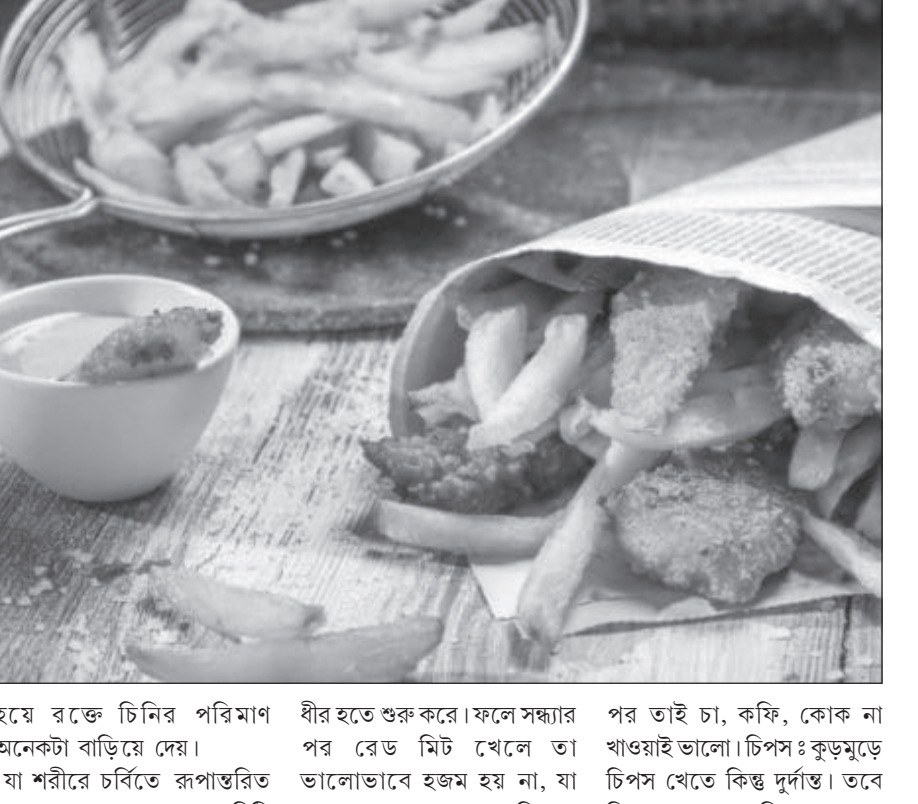 হয়ে রক্তে চিনির পরিমাণ
অনেকটা বাড়িয়ে দেয়।
যা শরীরে চর্বিতে রূপান্তরিত
ধীর হতে শুরু করে। ফলে সন্ধ্যার
পর রেড মিট খেলে তা
ভালোভাবে হজম হয় না, যা
পর তাই চা, কফি, কোক না
খাওয়াই ভালো। চিপস ঃ কুড়মুড়ে
চিপস খেতে কিন্তু দুর্দান্ত। তবে